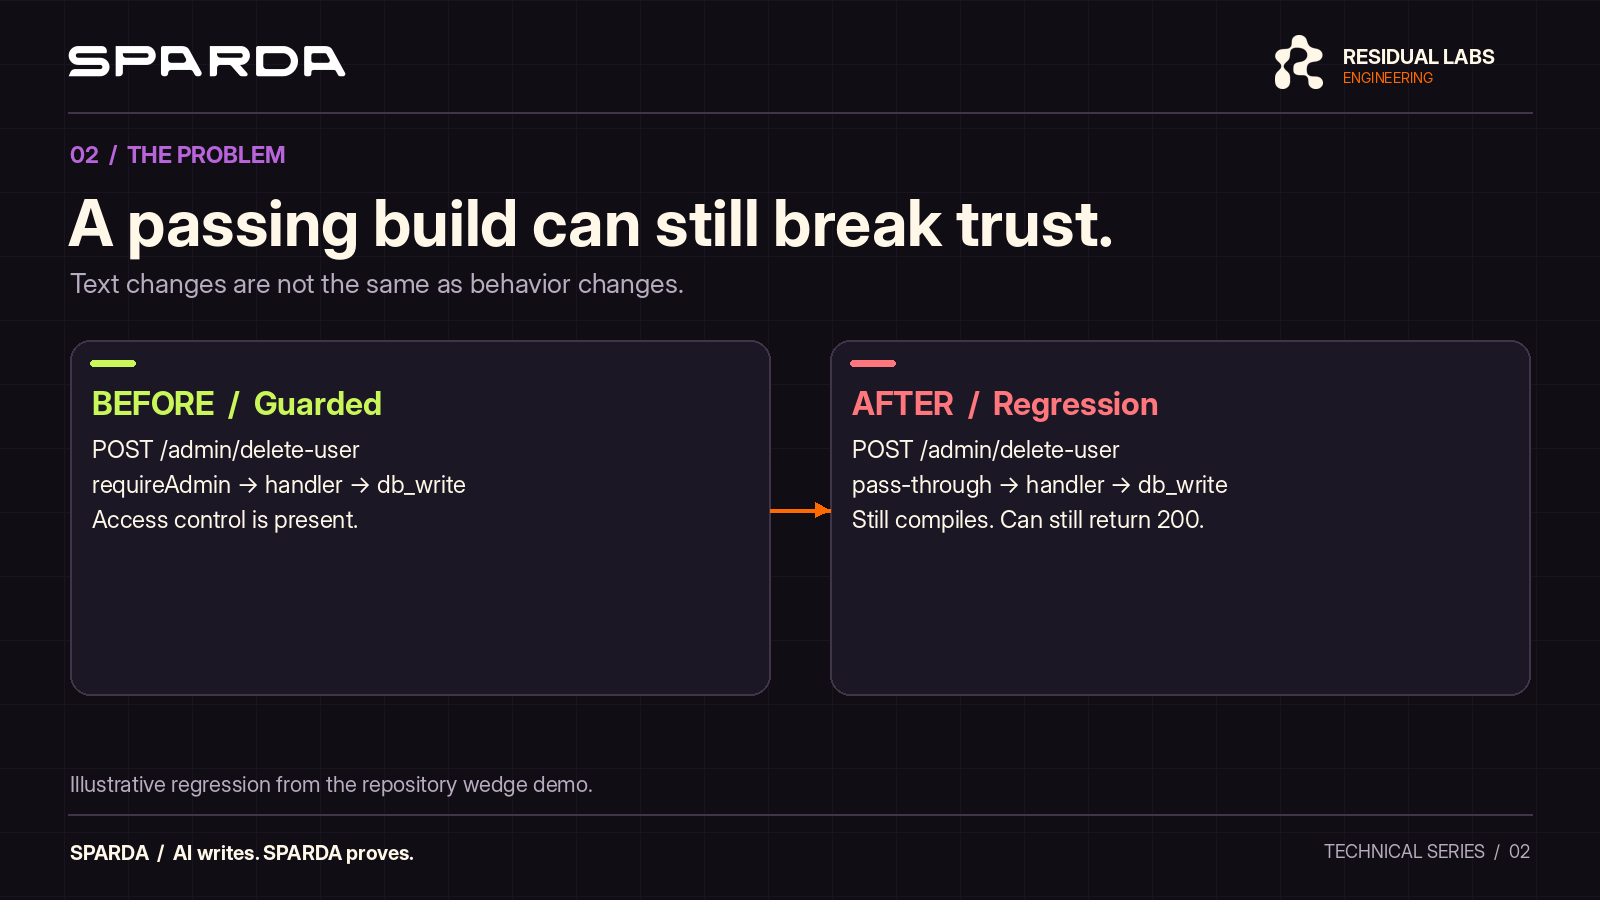 SPARDA
RESIDUAL LABS
ENGINEERING
02 / THE PROBLEM
A passing build can still break trust.
Text changes are not the same as behavior changes.
BEFORE / Guarded
POST /admin/delete-user
requireAdmin → handler → db_write
Access control is present.
AFTER / Regression
POST /admin/delete-user
pass-through → handler → db_write
Still compiles. Can still return 200.
Illustrative regression from the repository wedge demo.
SPARDA / AI writes. SPARDA proves.
TECHNICAL SERIES / 02